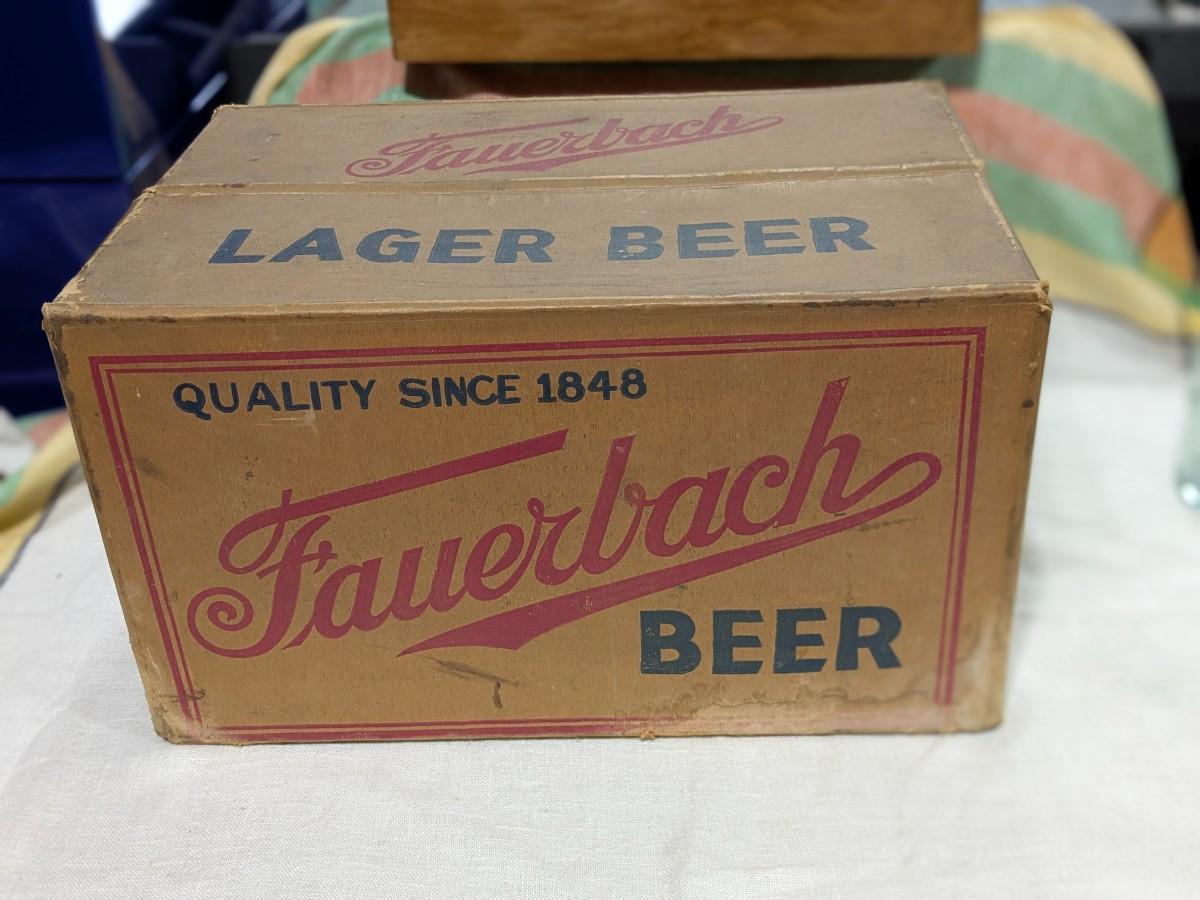 Fauerbach
LAGER BEER
QUALITY SINCE 1848
Fauerbach
BEER